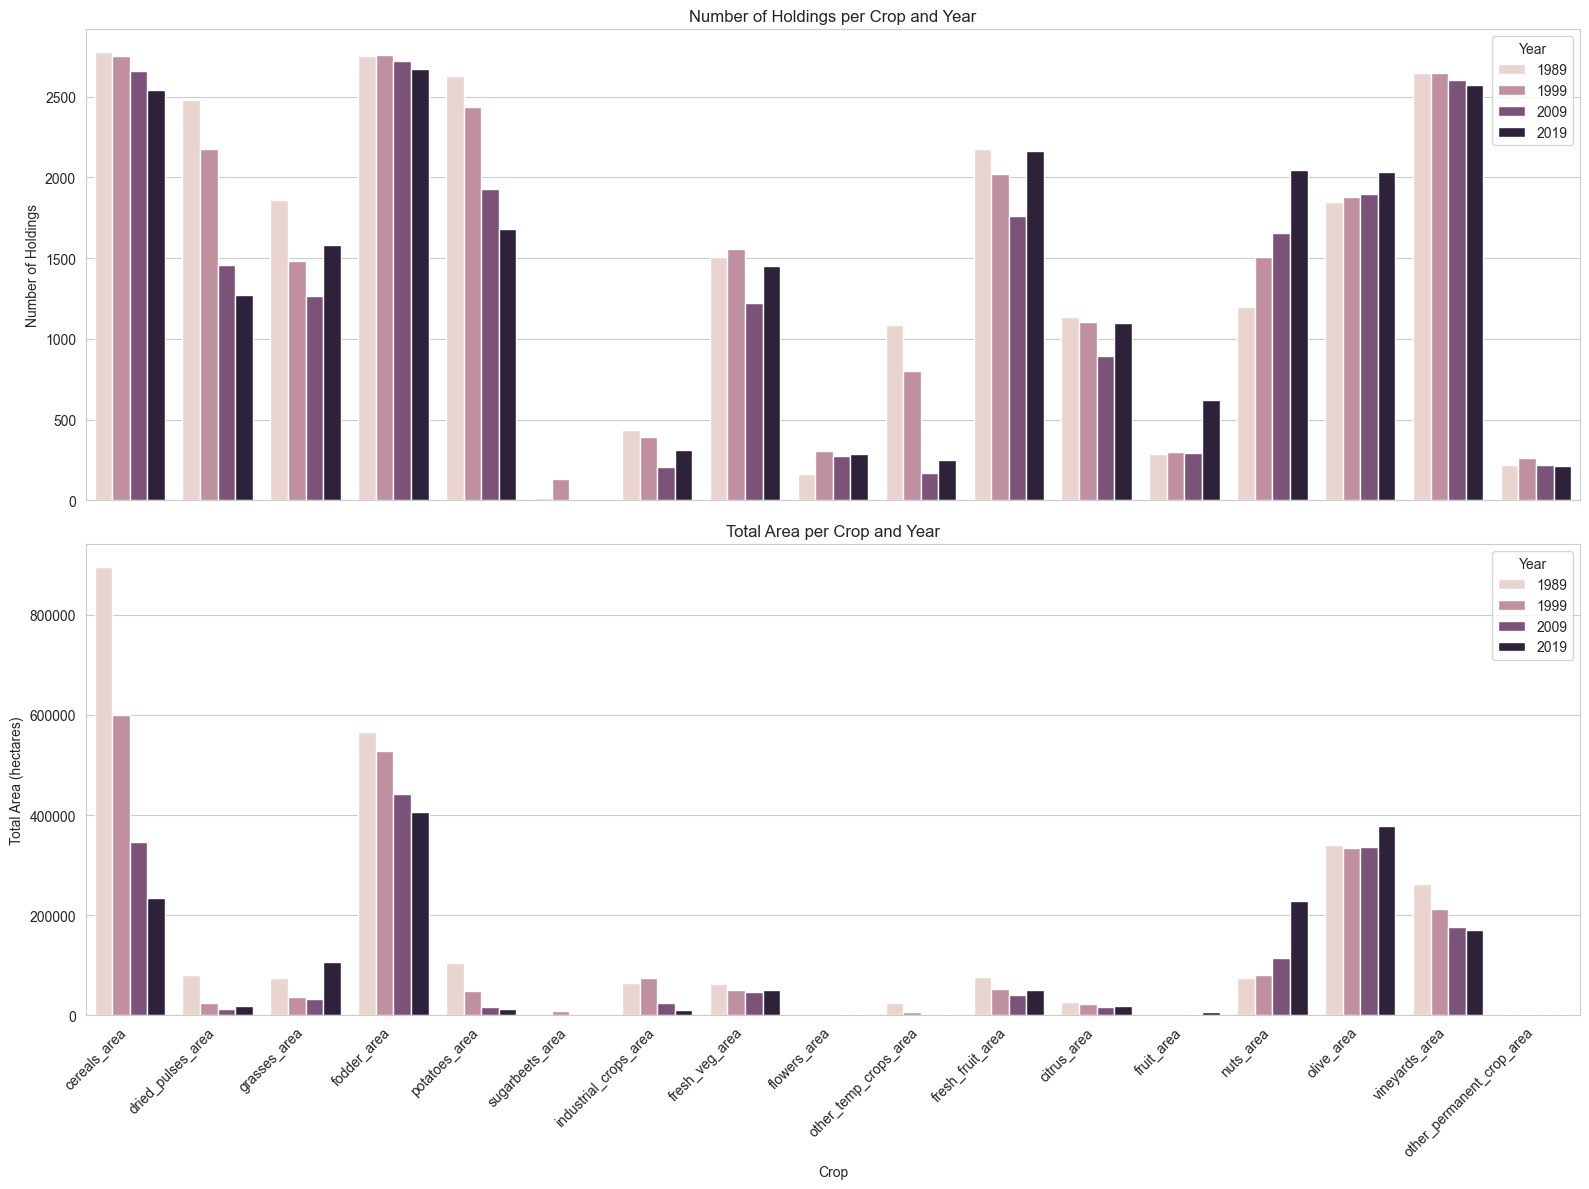 Number of Holdings per Crop and Year
Number of Holdings
2500
2000
1500
1000
500
0
Year
1989
1999
2009
2019
Total Area per Crop and Year
Total Area (hectares)
800000
600000
400000
200000
0
Year
1989
1999
2009
2019
cereals_area
dried_pulses_area
grasses_area
fodder_area
potatoes_area
sugarbeets_area
industrial_crops_area
fresh_veg_area
flowers_area
other_temp_crops_area
fresh_fruit_area
citrus_area
fruit_area
nuts_area
olive_area
vineyards_area
other_permanent_crop_area
Crop